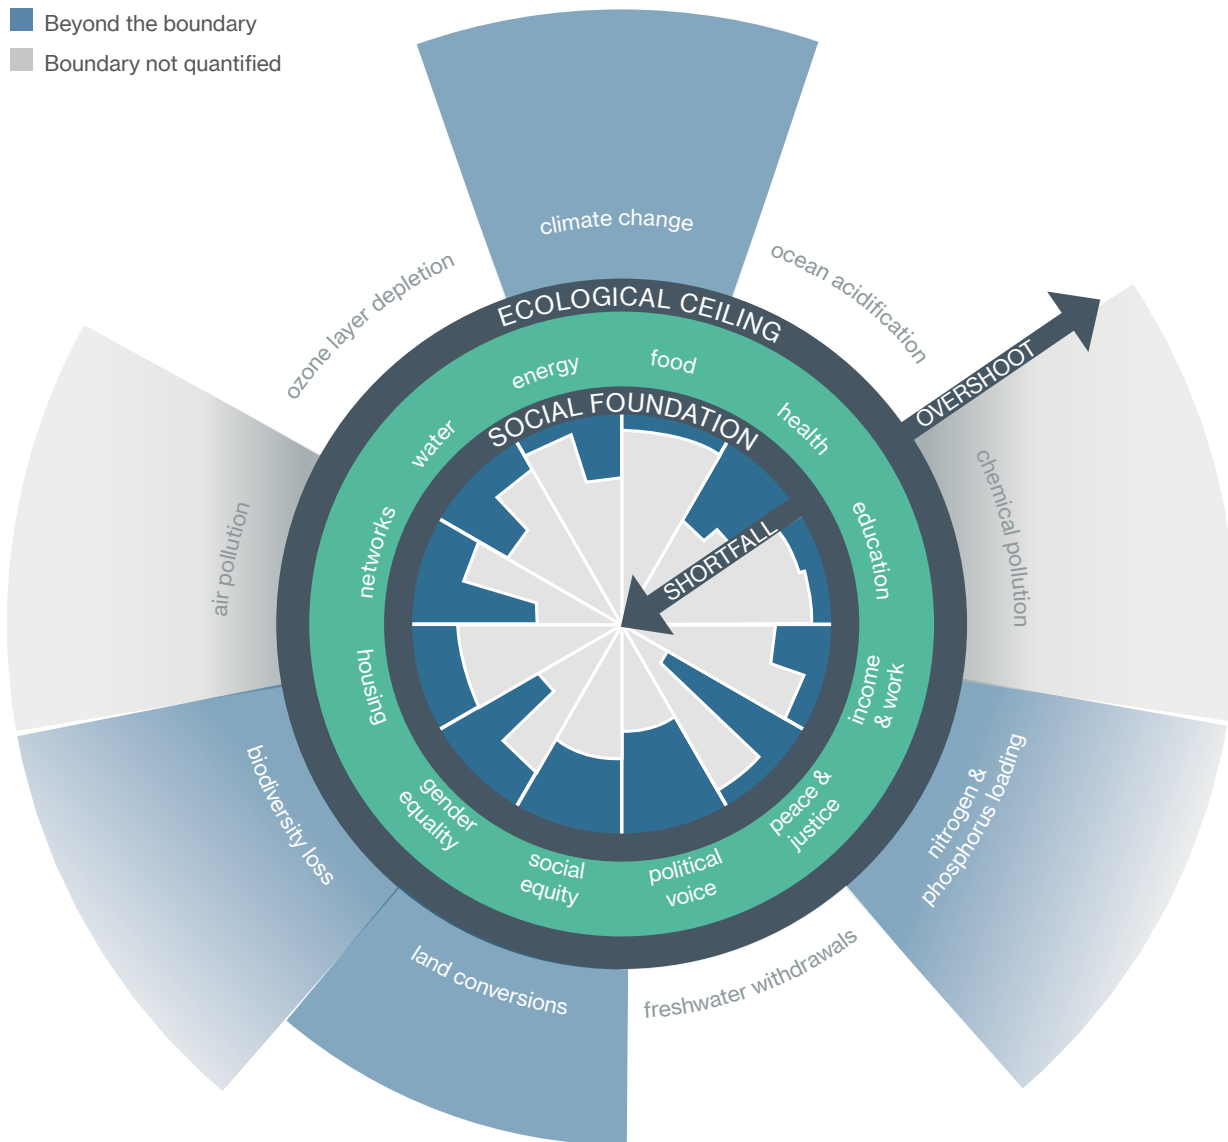 Beyond the boundary
Boundary not quantified
climate change
ocean acidification
ozone layer depletion
ECOLOGICAL CEILING
OVERSHOOT
energy
food
SOCIAL FOUNDATION
water
health
chemical pollution
air pollution
networks
education
SHORTFALL
housing
income
& work
biodiversity loss
nitrogen &
phosphorus loading
gender
equality
peace &
justice
social
equity
political
voice
land conversions
freshwater withdrawals